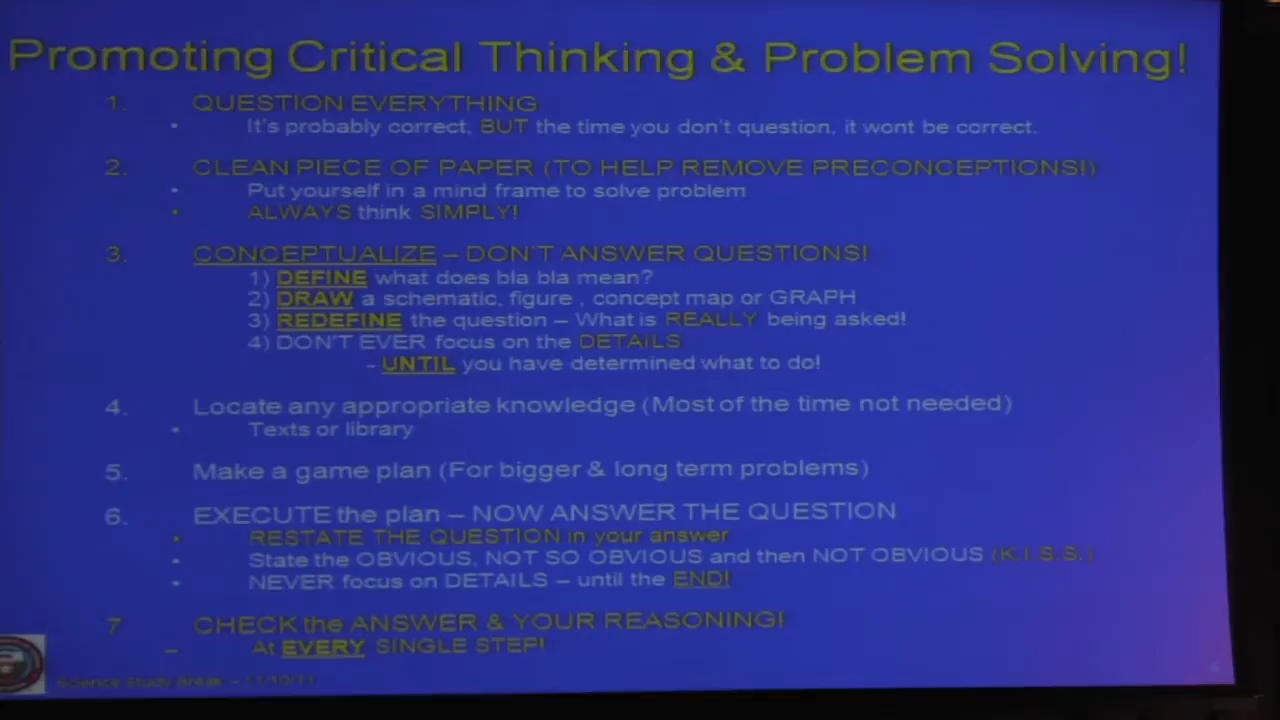 Promoting Critical Thinking & Problem Solving!
1. QUESTION EVERYTHING
• It's probably correct, BUT the time you don't question, it wont be correct.
2. CLEAN PIECE OF PAPER (TO HELP REMOVE PRECONCEPTIONS!)
• Put yourself in a mind frame to solve problem
• ALWAYS think SIMPLY!
3. CONCEPTUALIZE – DON'T ANSWER QUESTIONS!
1) DEFINE what does bla bla mean?
2) DRAW a schematic, figure , concept map or GRAPH
3) REDEFINE the question – What is REALLY being asked!
4) DON'T EVER focus on the DETAILS
- UNTIL you have determined what to do!
4. Locate any appropriate knowledge (Most of the time not needed)
• Texts or library
5. Make a game plan (For bigger & long term problems)
6. EXECUTE the plan – NOW ANSWER THE QUESTION
• RESTATE THE QUESTION in your answer
• State the OBVIOUS, NOT SO OBVIOUS and then NOT OBVIOUS (K.I.S.S.)
• NEVER focus on DETAILS – until the END!
7 CHECK the ANSWER & YOUR REASONING!
– At EVERY SINGLE STEP!
Science Study Break – 11/10/11